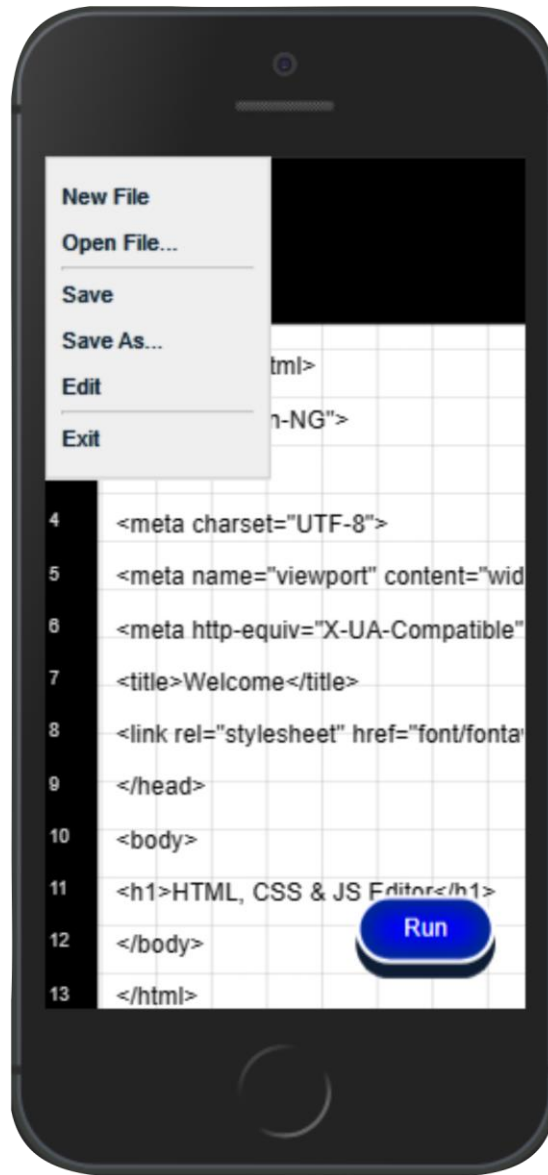 New File
Open File...
Save
Save As...
Edit
Exit
tml>
n-NG">
4 <meta charset="UTF-8">
5 <meta name="viewport" content="wid
6 <meta http-equiv="X-UA-Compatible"
7 <title>Welcome</title>
8 <link rel="stylesheet" href="font/fonta
9 </head>
10 <body>
11 <h1>HTML, CSS & JS Editor</h1>
Run
12 </body>
13 </html>